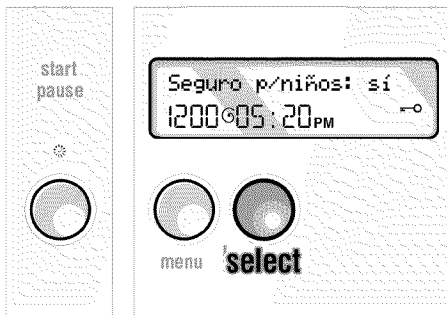 start
pause
Seguro p/niños: sí
1200 05:20PM
menu
select